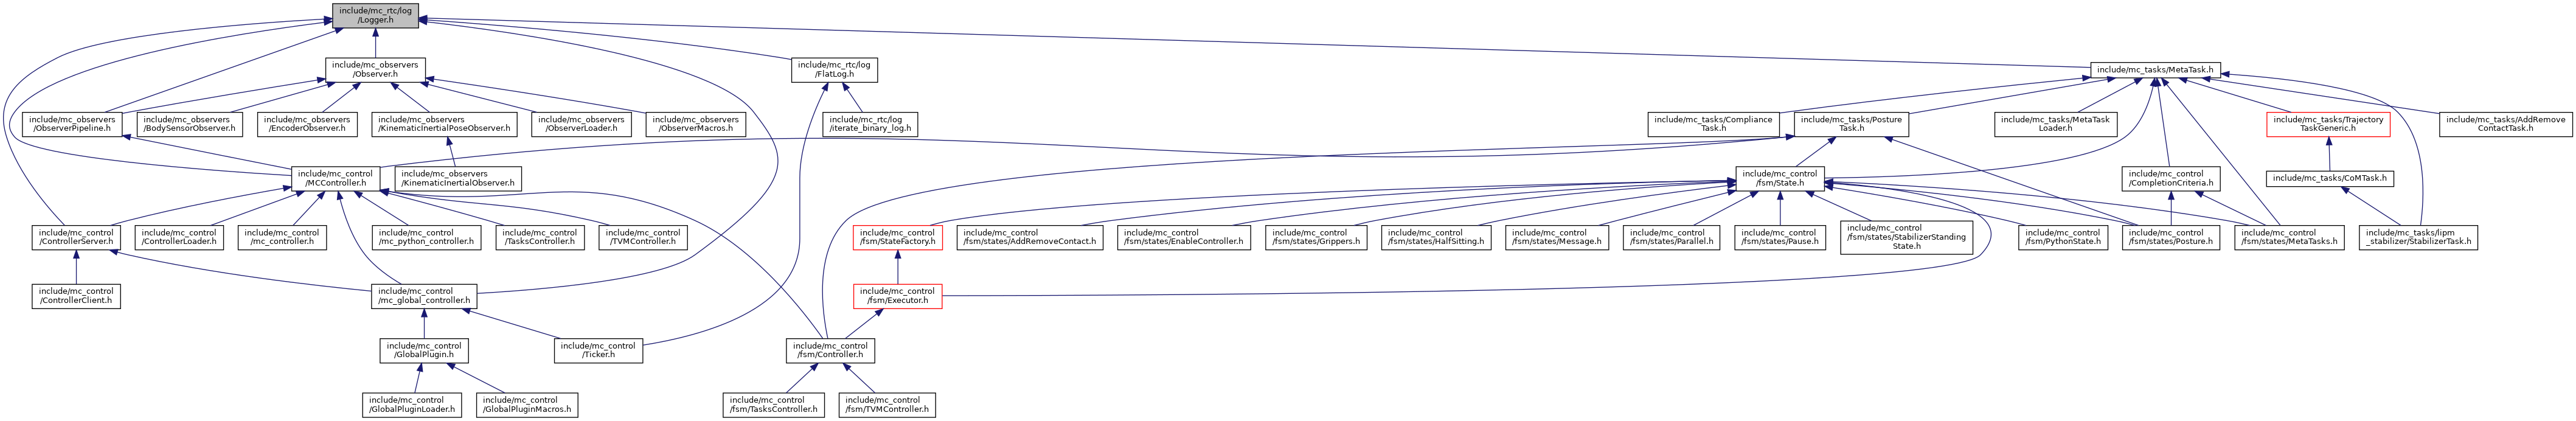 include/mc_rtc/log
/Logger.h
include/mc_observers
/Observer.h
include/mc_rtc/log
/FlatLog.h
include/mc_tasks/MetaTask.h
include/mc_observers
/ObserverPipeline.h
include/mc_observers
/BodySensorObserver.h
include/mc_observers
/EncoderObserver.h
include/mc_observers
/KinematicInertialPoseObserver.h
include/mc_observers
/ObserverLoader.h
include/mc_observers
/ObserverMacros.h
include/mc_rtc/log
/iterate_binary_log.h
include/mc_tasks/Compliance
Task.h
include/mc_tasks/Posture
Task.h
include/mc_tasks/MetaTask
Loader.h
include/mc_tasks/Trajectory
TaskGeneric.h
include/mc_tasks/AddRemove
ContactTask.h
include/mc_control
/MCController.h
include/mc_observers
/KinematicInertialObserver.h
include/mc_control
/fsm/State.h
include/mc_control
/CompletionCriteria.h
include/mc_tasks/CoMTask.h
include/mc_control
/ControllerServer.h
include/mc_control
/ControllerLoader.h
include/mc_control
/mc_controller.h
include/mc_control
/mc_python_controller.h
include/mc_control
/TasksController.h
include/mc_control
/TVMController.h
include/mc_control
/fsm/StateFactory.h
include/mc_control
/fsm/states/AddRemoveContact.h
include/mc_control
/fsm/states/EnableController.h
include/mc_control
/fsm/states/Grippers.h
include/mc_control
/fsm/states/HalfSitting.h
include/mc_control
/fsm/states/Message.h
include/mc_control
/fsm/states/Parallel.h
include/mc_control
/fsm/states/Pause.h
include/mc_control
/fsm/states/StabilizerStanding
State.h
include/mc_control
/fsm/PythonState.h
include/mc_control
/fsm/states/Posture.h
include/mc_control
/fsm/states/MetaTasks.h
include/mc_tasks/lipm
_stabilizer/StabilizerTask.h
include/mc_control
/ControllerClient.h
include/mc_control
/mc_global_controller.h
include/mc_control
/fsm/Executor.h
include/mc_control
/GlobalPlugin.h
include/mc_control
/Ticker.h
include/mc_control
/fsm/Controller.h
include/mc_control
/GlobalPluginLoader.h
include/mc_control
/GlobalPluginMacros.h
include/mc_control
/fsm/TasksController.h
include/mc_control
/fsm/TVMController.h